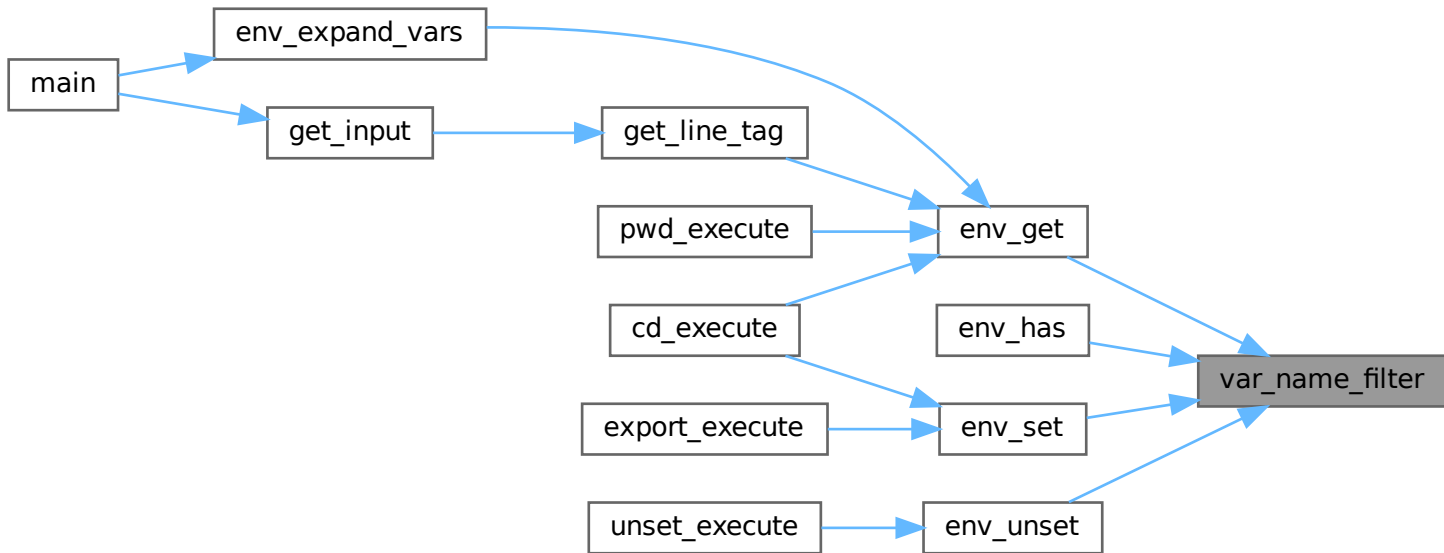 env_expand_vars
main
get_input
get_line_tag
pwd_execute
env_get
cd_execute
env_has
var_name_filter
export_execute
env_set
unset_execute
env_unset